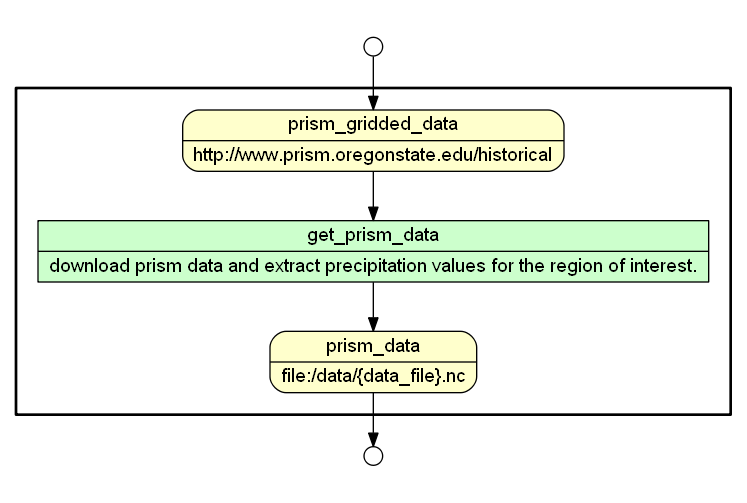 prism_gridded_data
http://www.prism.oregonstate.edu/historical
get_prism_data
download prism data and extract precipitation values for the region of interest.
prism_data
file:/data/{data_file}.nc